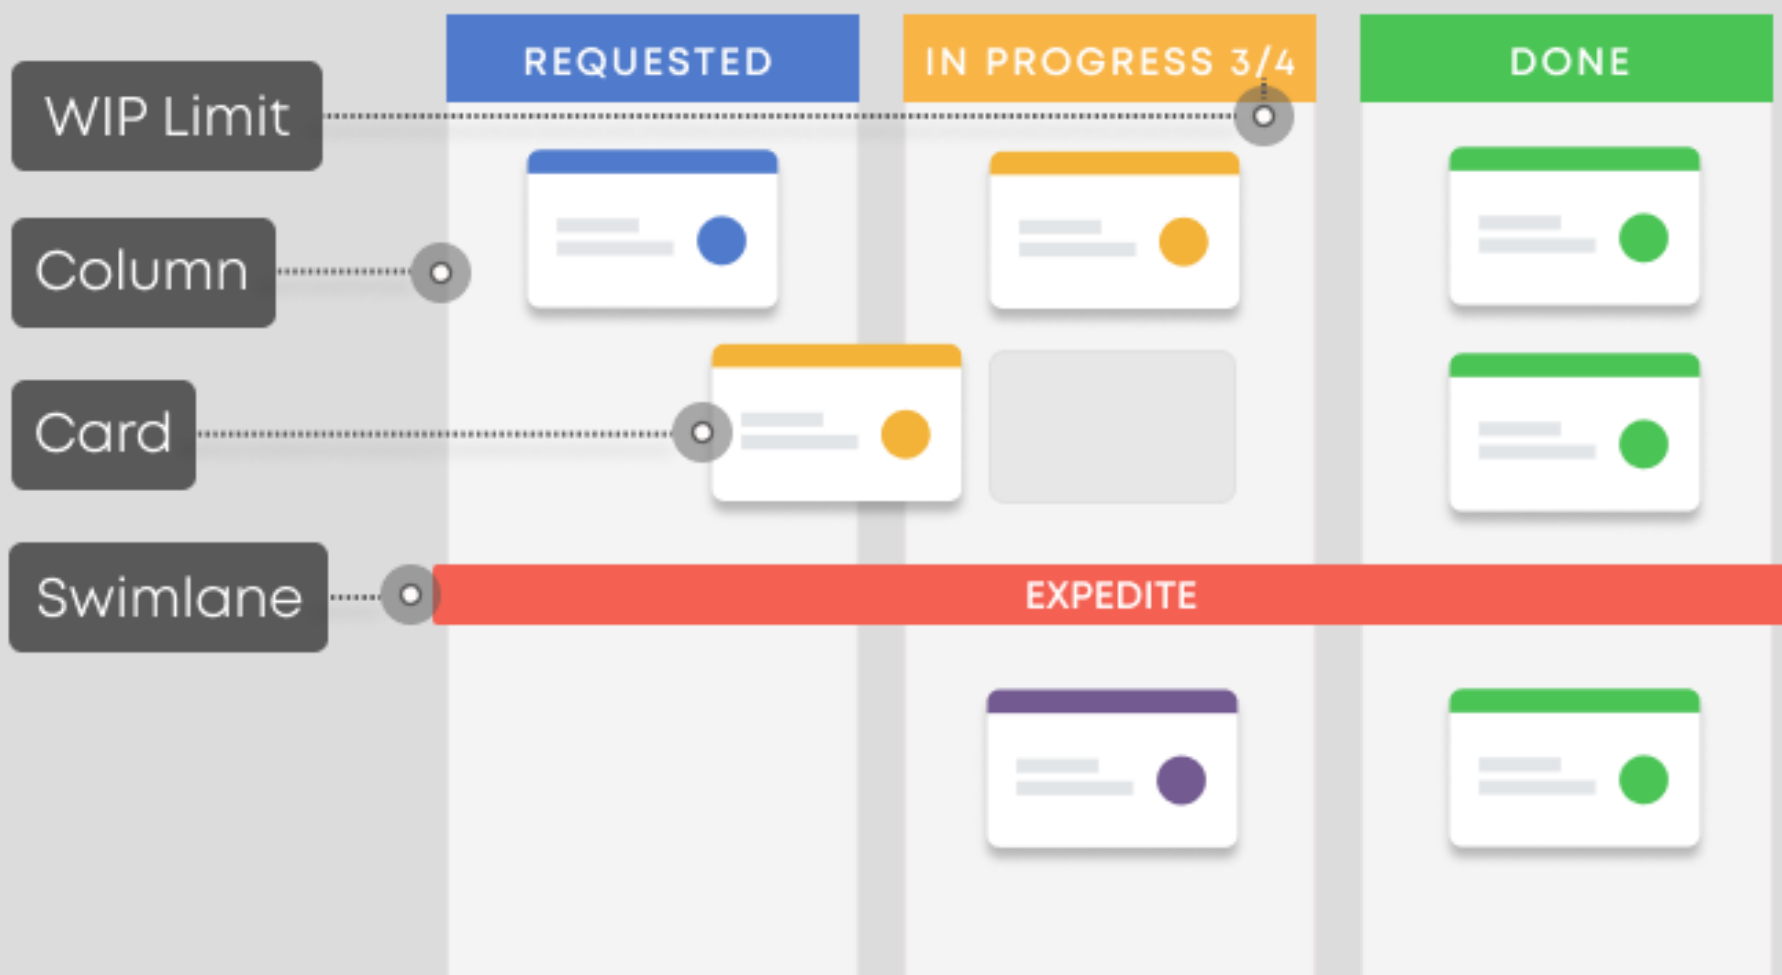 REQUESTED
IN PROGRESS 3/4
DONE
WIP Limit
Column
Card
Swimlane
EXPEDITE